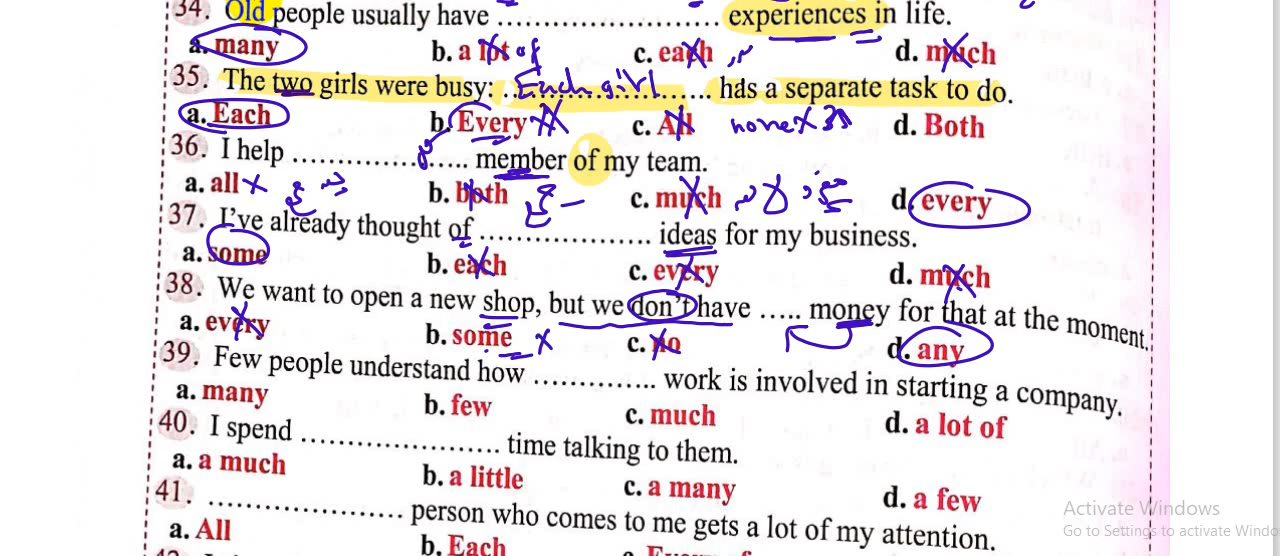 34. Old people usually have .............................. experiences in life.
a. many b. a lot of c. each d. much
35. The two girls were busy: Each girl .............................. has a separate task to do.
a. Each b. Every c. All none d. Both
36. I help .............................. member of my team.
a. all b. both c. much d. every
37. I've already thought of .............................. ideas for my business.
a. some b. each c. every d. much
38. We want to open a new shop, but we don't have ..... money for that at the moment.
a. every b. some c. no d. any
39. Few people understand how .................. work is involved in starting a company.
a. many b. few c. much d. a lot of
40. I spend .............................. time talking to them.
a. a much b. a little c. a many d. a few
41. .............................. person who comes to me gets a lot of my attention.
a. All b. Each
Activate Windows
Go to Settings to activate Windo